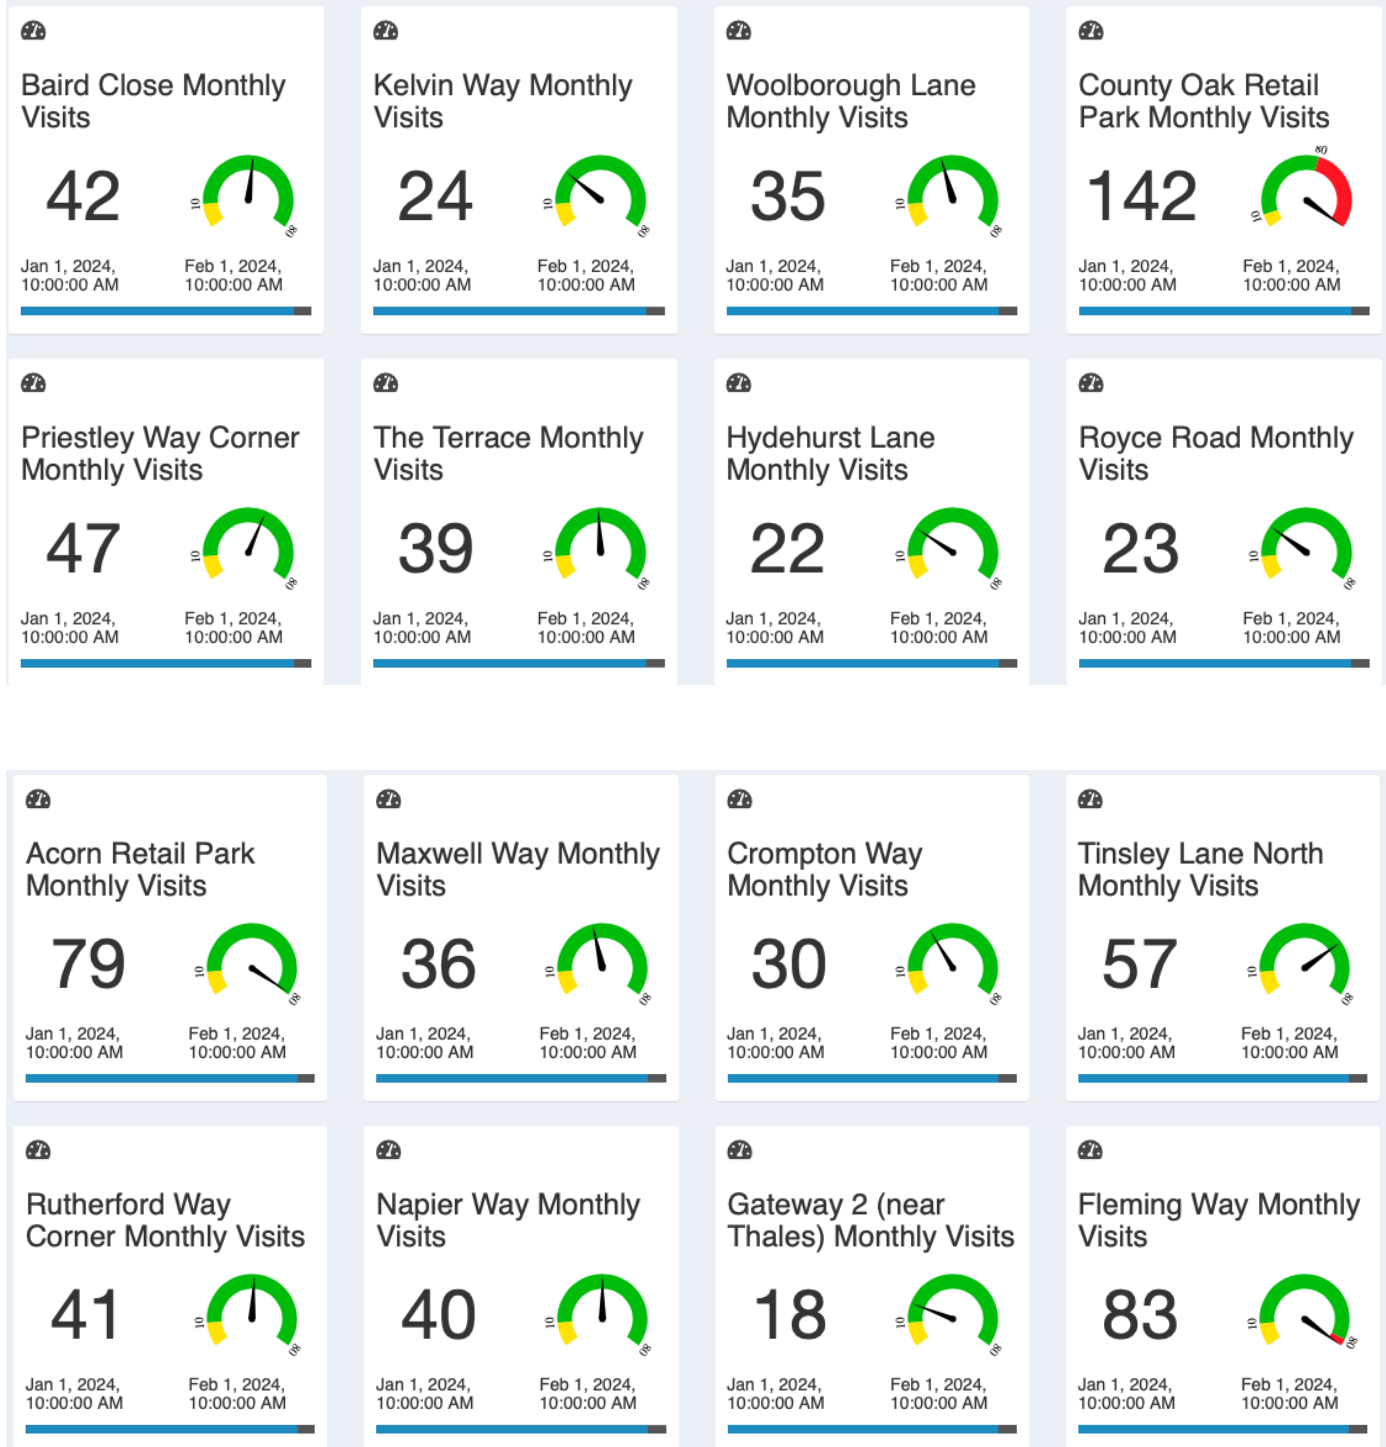 Baird Close Monthly
Visits
42
10
80
Jan 1, 2024,
10:00:00 AM
Feb 1, 2024,
10:00:00 AM
Kelvin Way Monthly
Visits
24
10
80
Jan 1, 2024,
10:00:00 AM
Feb 1, 2024,
10:00:00 AM
Woolborough Lane
Monthly Visits
35
10
80
Jan 1, 2024,
10:00:00 AM
Feb 1, 2024,
10:00:00 AM
County Oak Retail
Park Monthly Visits
142
10
80
Jan 1, 2024,
10:00:00 AM
Feb 1, 2024,
10:00:00 AM
Priestley Way Corner
Monthly Visits
47
10
80
Jan 1, 2024,
10:00:00 AM
Feb 1, 2024,
10:00:00 AM
The Terrace Monthly
Visits
39
10
80
Jan 1, 2024,
10:00:00 AM
Feb 1, 2024,
10:00:00 AM
Hydehurst Lane
Monthly Visits
22
10
80
Jan 1, 2024,
10:00:00 AM
Feb 1, 2024,
10:00:00 AM
Royce Road Monthly
Visits
23
10
80
Jan 1, 2024,
10:00:00 AM
Feb 1, 2024,
10:00:00 AM
Acorn Retail Park
Monthly Visits
79
10
80
Jan 1, 2024,
10:00:00 AM
Feb 1, 2024,
10:00:00 AM
Maxwell Way Monthly
Visits
36
10
80
Jan 1, 2024,
10:00:00 AM
Feb 1, 2024,
10:00:00 AM
Crompton Way
Monthly Visits
30
10
80
Jan 1, 2024,
10:00:00 AM
Feb 1, 2024,
10:00:00 AM
Tinsley Lane North
Monthly Visits
57
10
80
Jan 1, 2024,
10:00:00 AM
Feb 1, 2024,
10:00:00 AM
Rutherford Way
Corner Monthly Visits
41
10
80
Jan 1, 2024,
10:00:00 AM
Feb 1, 2024,
10:00:00 AM
Napier Way Monthly
Visits
40
10
80
Jan 1, 2024,
10:00:00 AM
Feb 1, 2024,
10:00:00 AM
Gateway 2 (near
Thales) Monthly Visits
18
10
80
Jan 1, 2024,
10:00:00 AM
Feb 1, 2024,
10:00:00 AM
Fleming Way Monthly
Visits
83
10
80
Jan 1, 2024,
10:00:00 AM
Feb 1, 2024,
10:00:00 AM